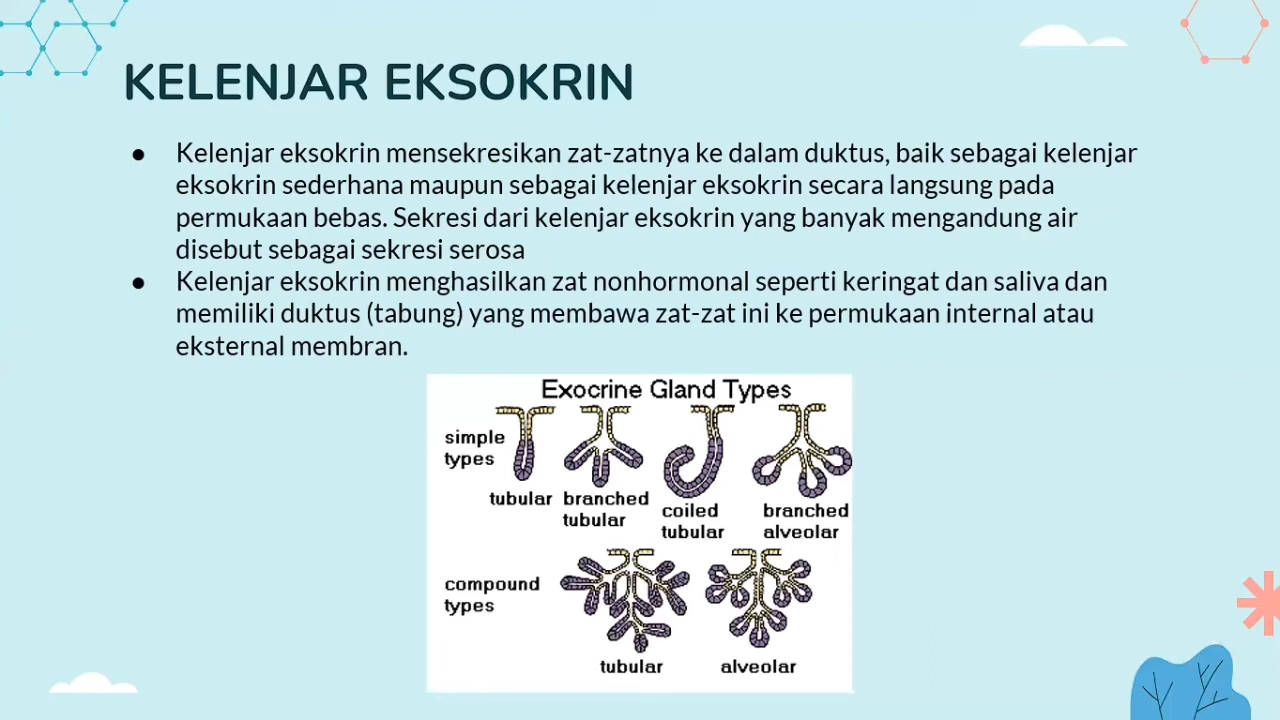 KELENJAR EKSOKRIN
● Kelenjar eksokrin mensekresikan zat-zatnya ke dalam duktus, baik sebagai kelenjar
eksokrin sederhana maupun sebagai kelenjar eksokrin secara langsung pada
permukaan bebas. Sekresi dari kelenjar eksokrin yang banyak mengandung air
disebut sebagai sekresi serosa
● Kelenjar eksokrin menghasilkan zat nonhormonal seperti keringat dan saliva dan
memiliki duktus (tabung) yang membawa zat-zat ini ke permukaan internal atau
eksternal membran.
Exocrine Gland Types
simple
types
tubular
branched
tubular
coiled
tubular
branched
alveolar
compound
types
tubular
alveolar